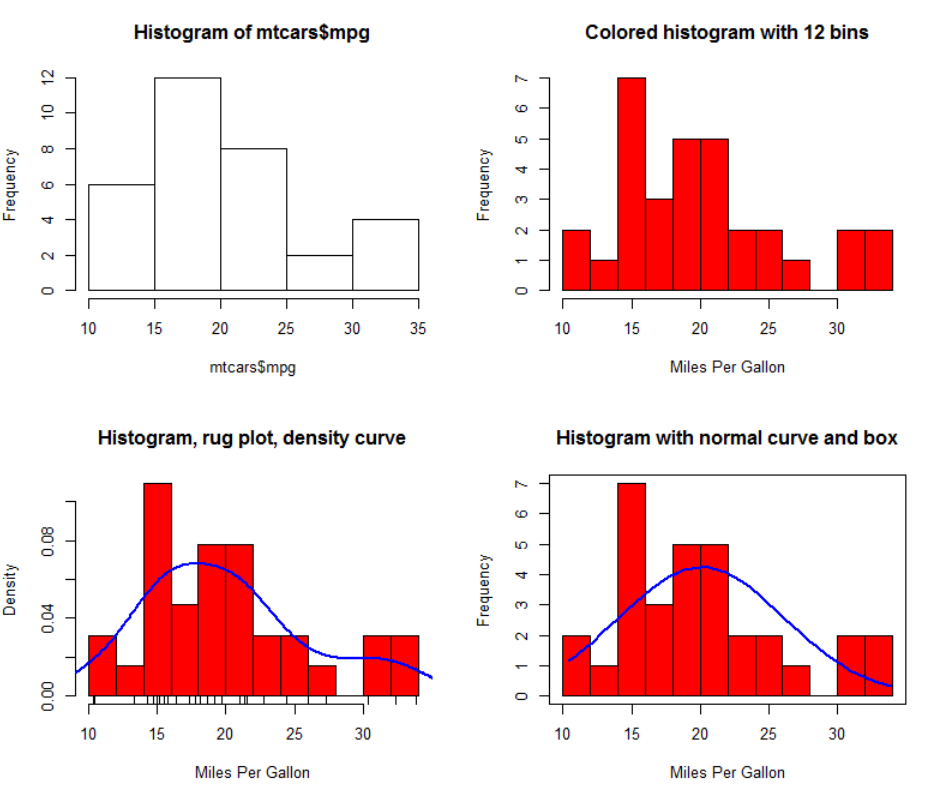 Histogram of mtcars$mpg
Frequency
0 2 4 6 8 10 12
10 15 20 25 30 35
mtcars$mpg
Colored histogram with 12 bins
Frequency
0 1 2 3 4 5 6 7
10 15 20 25 30
Miles Per Gallon
Histogram, rug plot, density curve
Density
0.00 0.04 0.08
10 15 20 25 30
Miles Per Gallon
Histogram with normal curve and box
Frequency
0 1 2 3 4 5 6 7
10 15 20 25 30
Miles Per Gallon